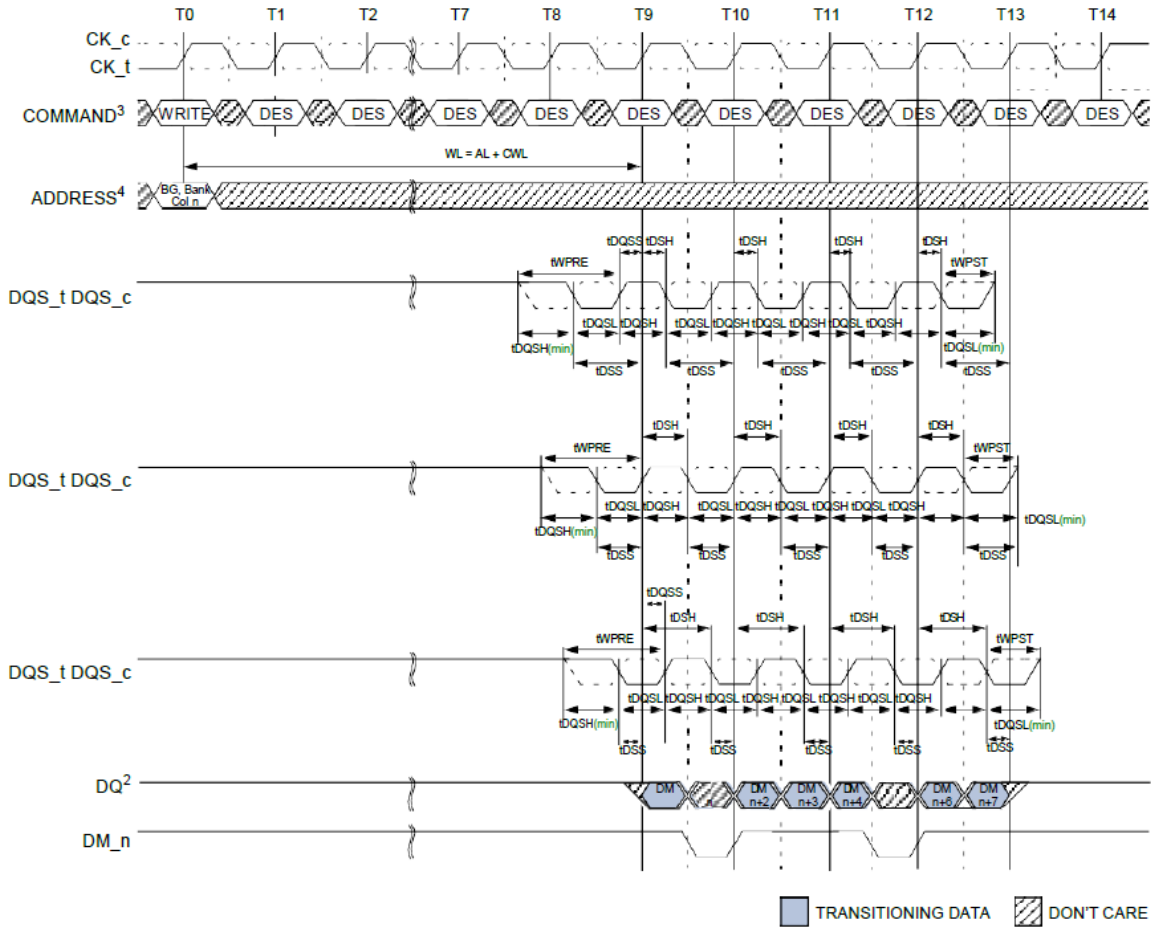 T0 T1 T2 T7 T8 T9 T10 T11 T12 T13 T14
CK_c
CK_t
COMMAND³ WRITE DES DES DES DES DES DES DES DES DES DES
WL = AL + CWL
ADDRESS⁴ BG, Bank
Col n
tDQSS tDSH tDSH tDSH tDSH
tWPRE tWPST
DQS_t DQS_c
tDQSL tDQSH tDQSL tDQSH tDQSL tDQSH tDQSL tDQSH
tDQSH(min) tDQSL(min)
tDSS tDSS tDSS tDSS tDSS
tDSH tDSH tDSH tDSH
tWPRE tWPST
DQS_t DQS_c
tDQSL tDQSH tDQSL tDQSH tDQSL tDQSH tDQSL tDQSH
tDQSH(min) tDQSL(min)
tDSS tDSS tDSS tDSS tDSS
tDQSS
tDSH tDSH tDSH tDSH
tWPRE tWPST
DQS_t DQS_c
tDQSL tDQSH tDQSL tDQSH tDQSL tDQSH tDQSL tDQSH
tDQSH(min) tDQSL(min)
tDSS tDSS tDSS tDSS tDSS
DQ² DM DM DM DM DM DM
n n+2 n+3 n+4 n+6 n+7
DM_n
TRANSITIONING DATA DON'T CARE